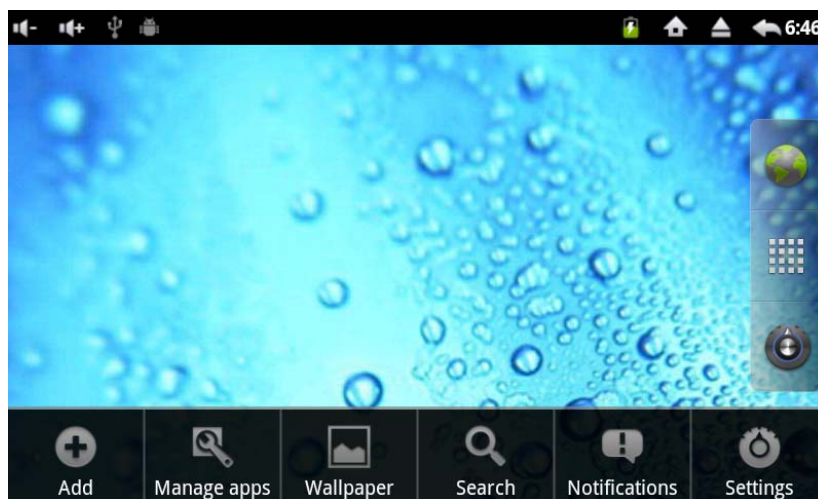 6:46
Add
Manage apps
Wallpaper
Search
Notifications
Settings